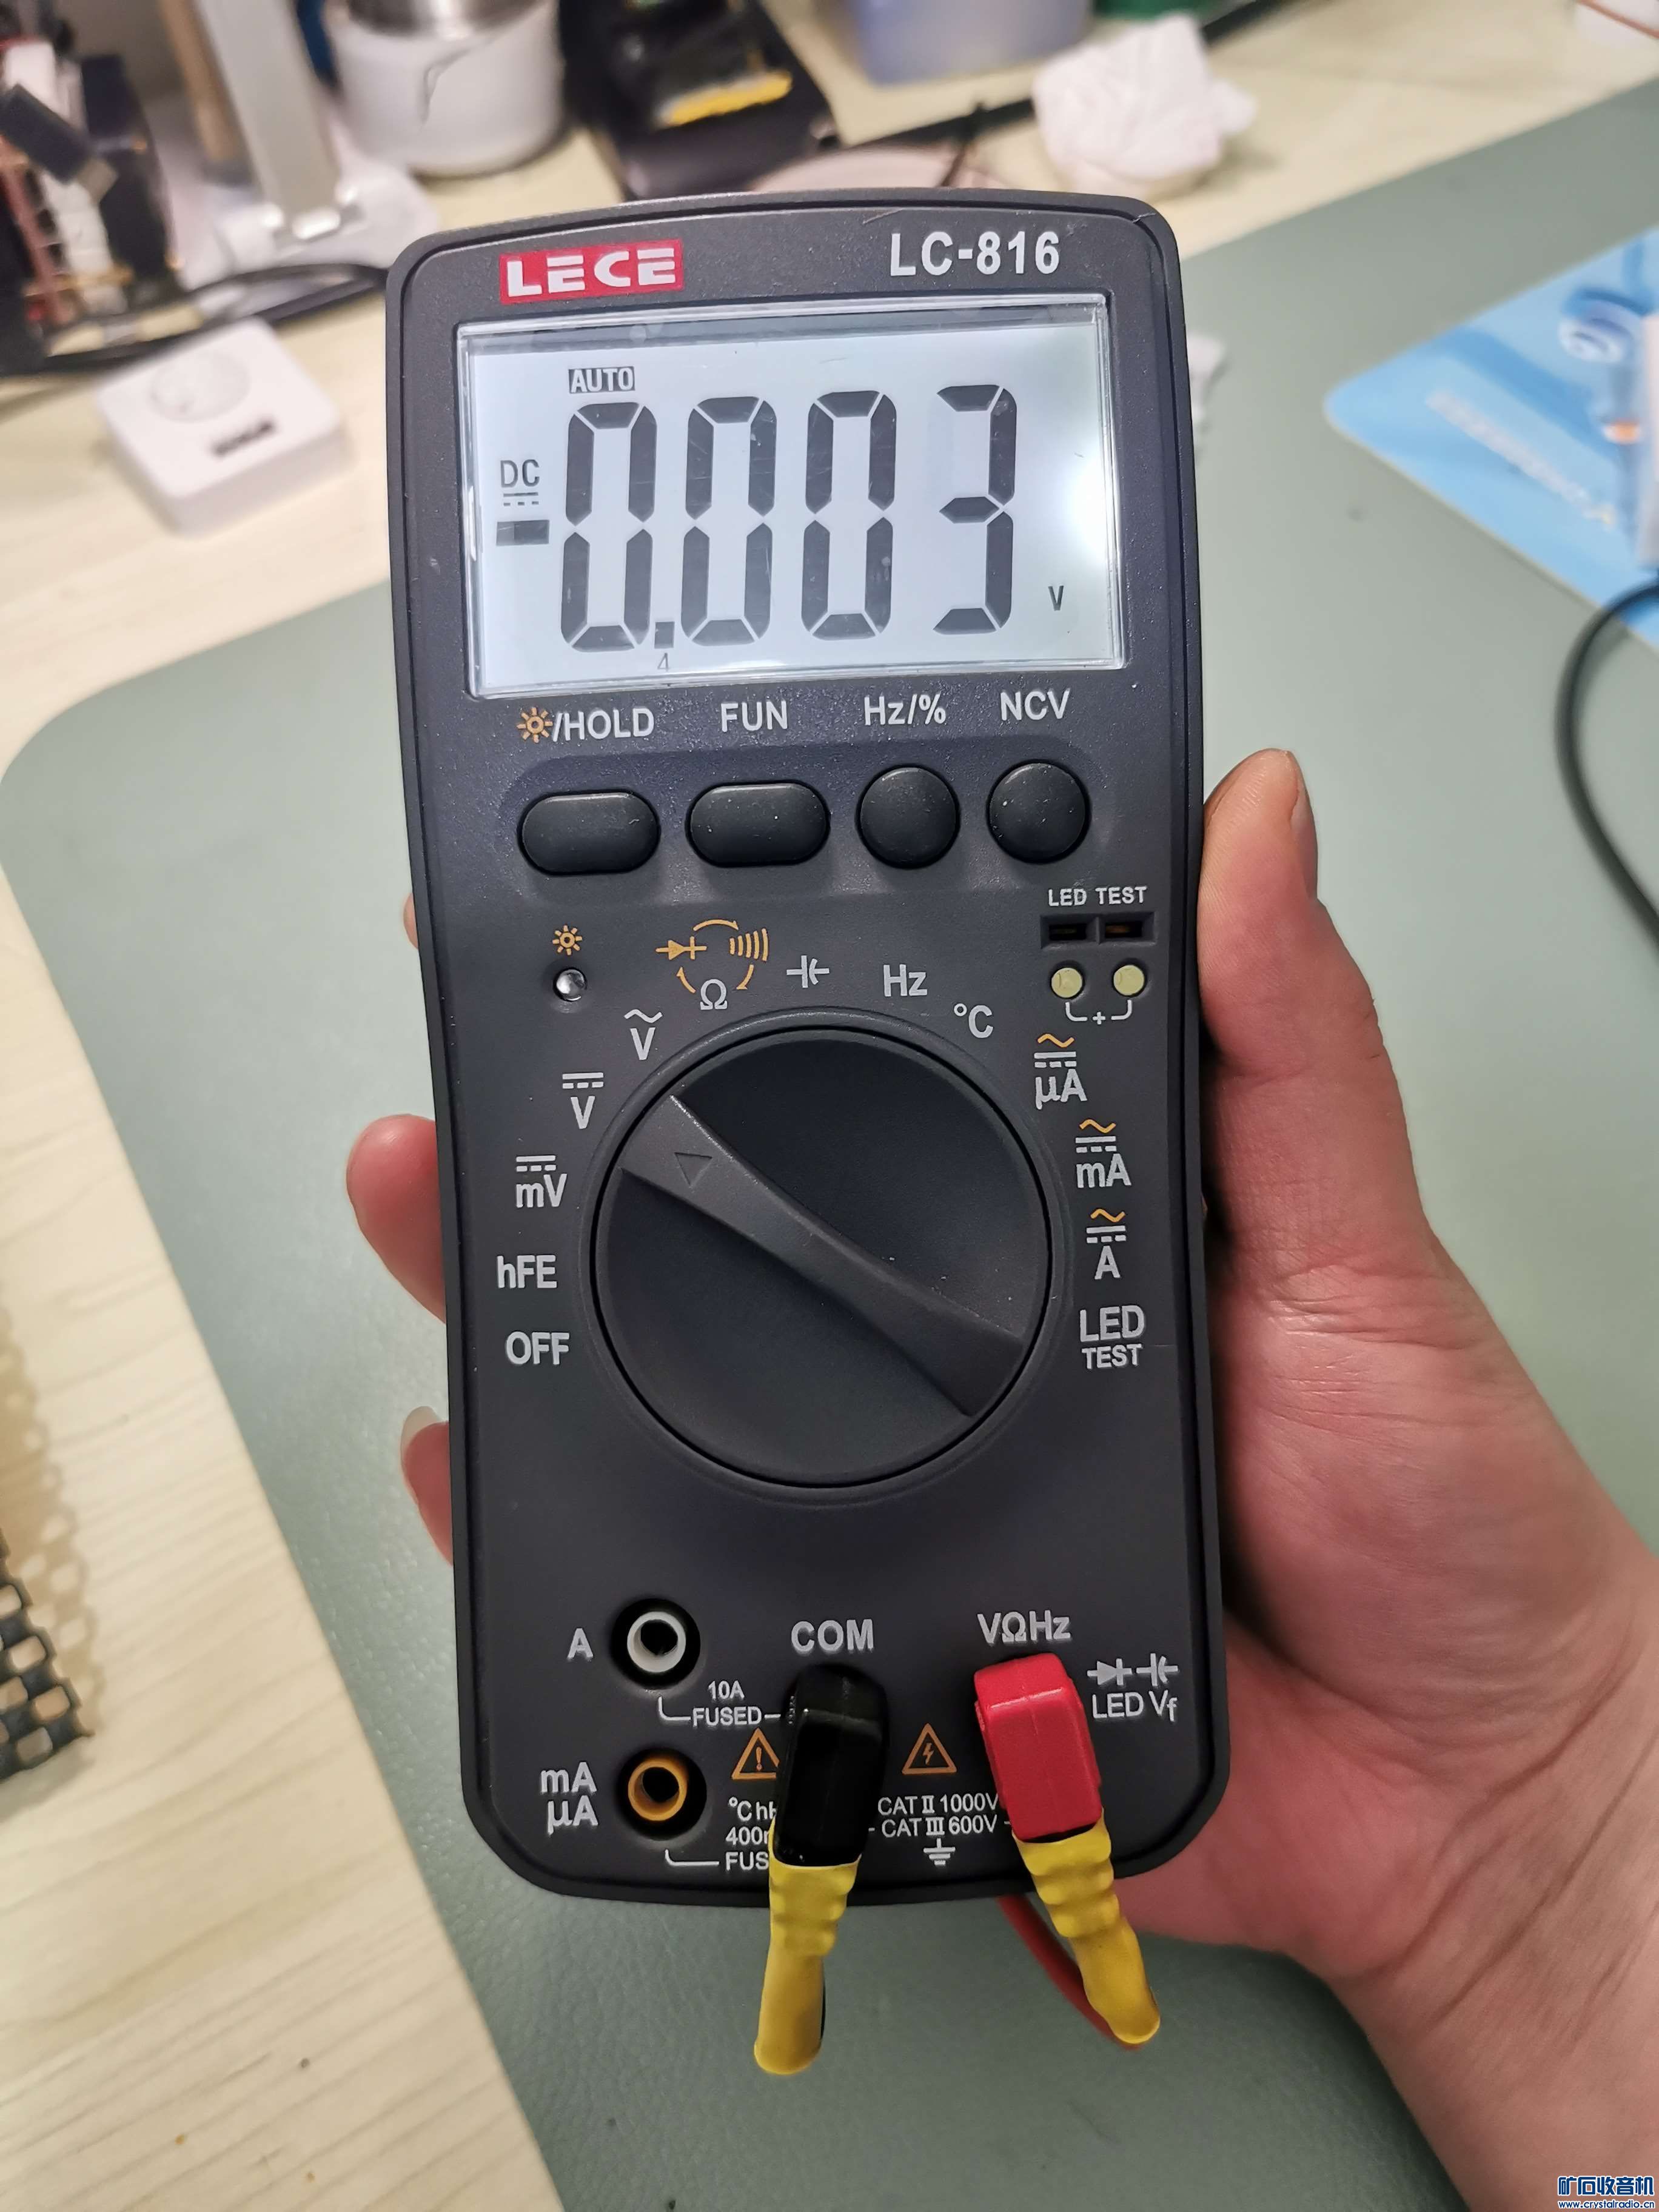 LECE
LC-816
AUTO
DC
-0.003
V
4
/HOLD
FUN
Hz/%
NCV
LED TEST
+
Ω
Hz
°C
V
V
mV
hFE
OFF
µA
mA
A
LED
TEST
A
COM
VΩHz
10A
FUSED
LED Vf
mA
µA
°C
CAT II 1000V
CAT III 600V
矿石收音机
www.crystalradio.cn